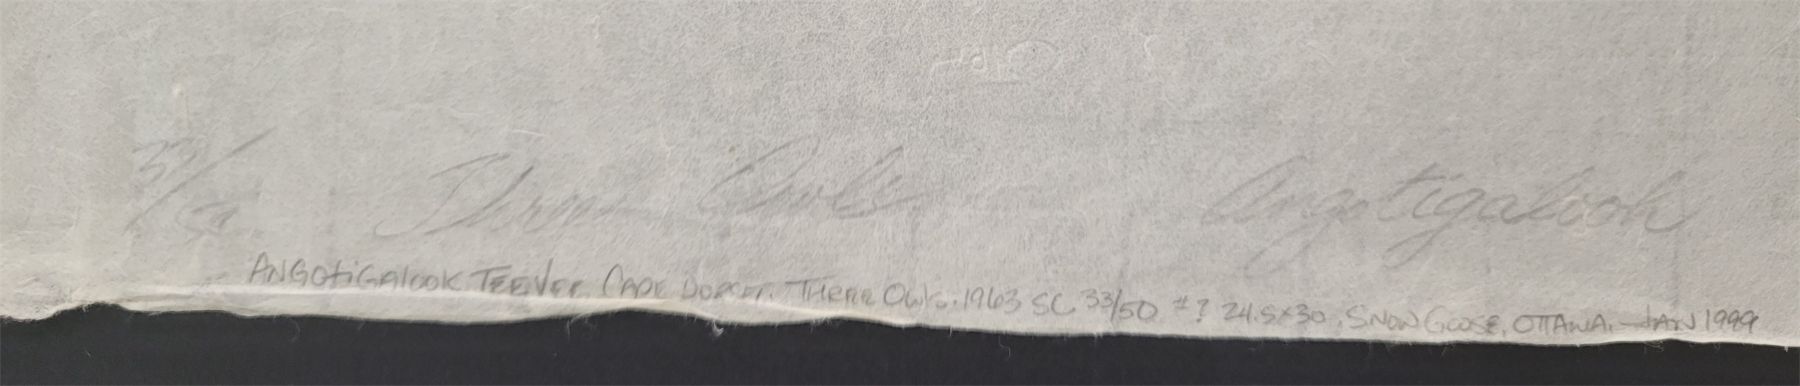 33/50 Three Owls Angotigalook
ANGOtiGAlooK TEEVEE CAPE DORSET. THREE OWls. 1963 SC 33/50 #? 24.5x30. SNOW GOOSE, OTTAWA. - JAN 1989